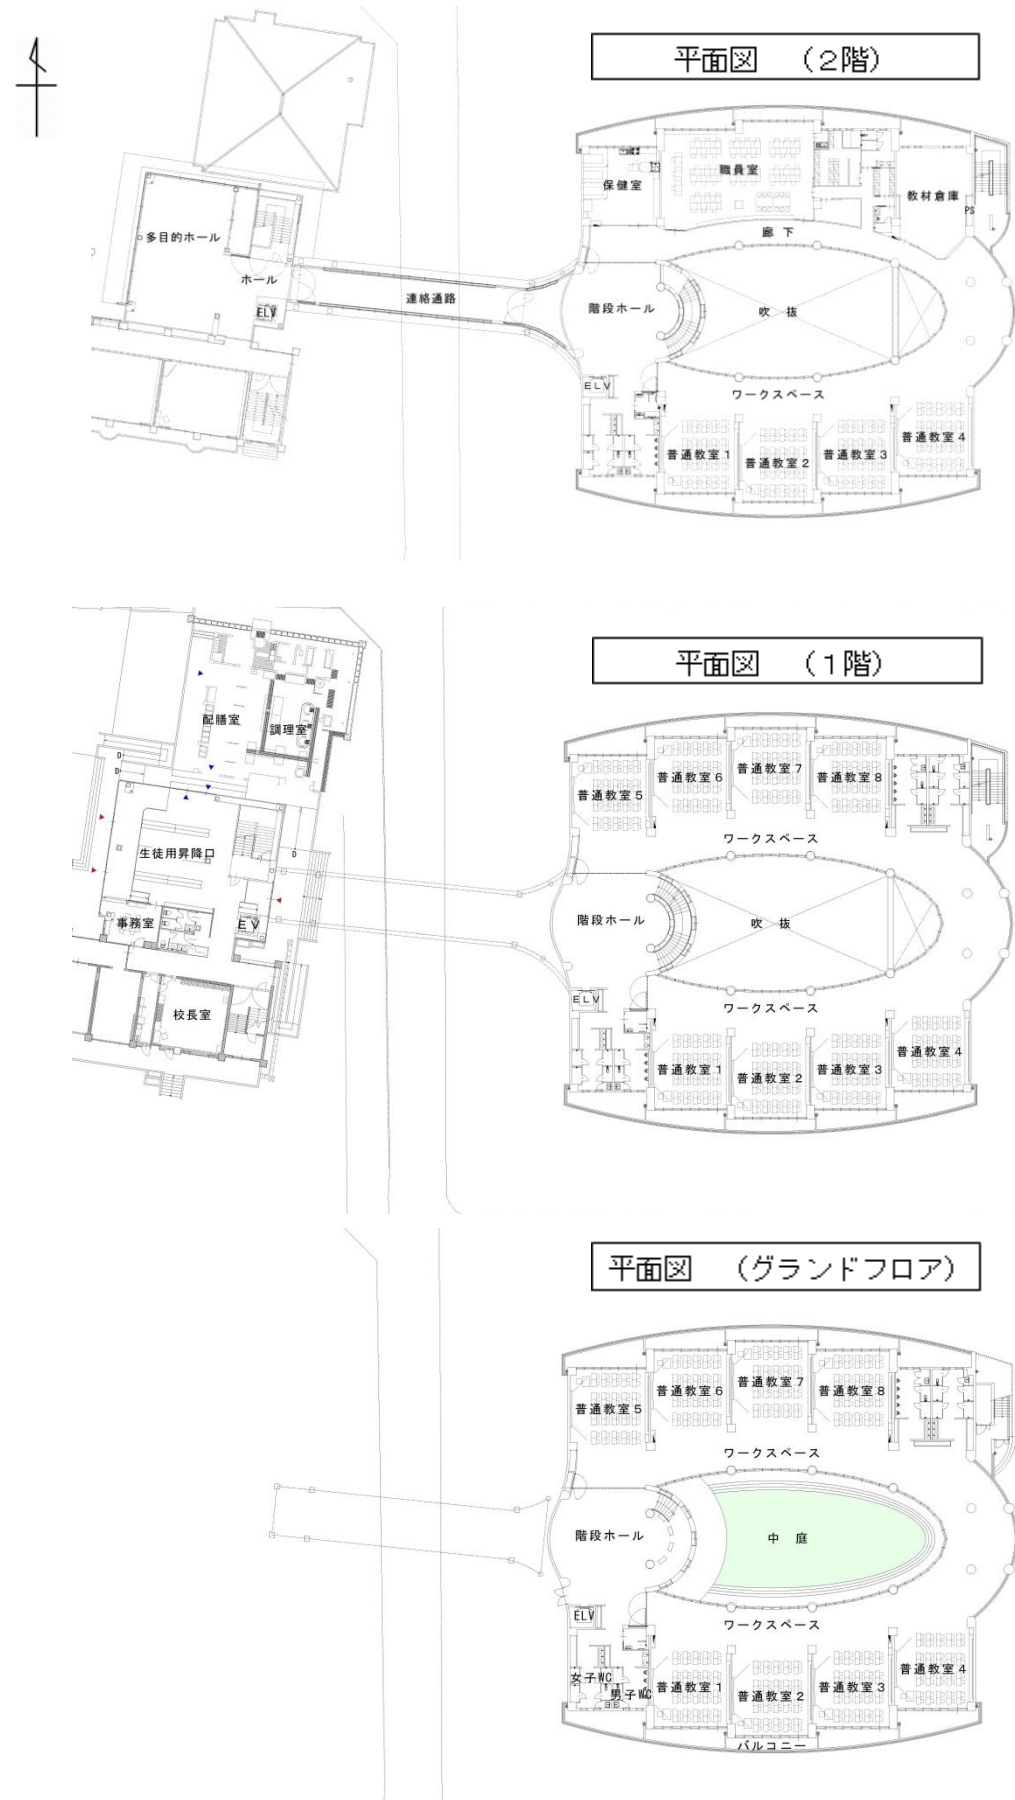 平面図 （２階）
保健室
職員室
教材倉庫
PS
多目的ホール
廊下
ホール
連絡通路
ELV
階段ホール
吹抜
ELV
ワークスペース
普通教室１
普通教室２
普通教室３
普通教室４
平面図 （１階）
配膳室
調理室
普通教室５
普通教室６
普通教室７
普通教室８
D
D
ワークスペース
生徒用昇降口
D
事務室
EV
階段ホール
吹抜
ELV
ワークスペース
校長室
普通教室１
普通教室２
普通教室３
普通教室４
平面図 （グランドフロア）
普通教室５
普通教室６
普通教室７
普通教室８
ワークスペース
階段ホール
中庭
ELV
ワークスペース
女子WC
男子WC
普通教室１
普通教室２
普通教室３
普通教室４
バルコニー